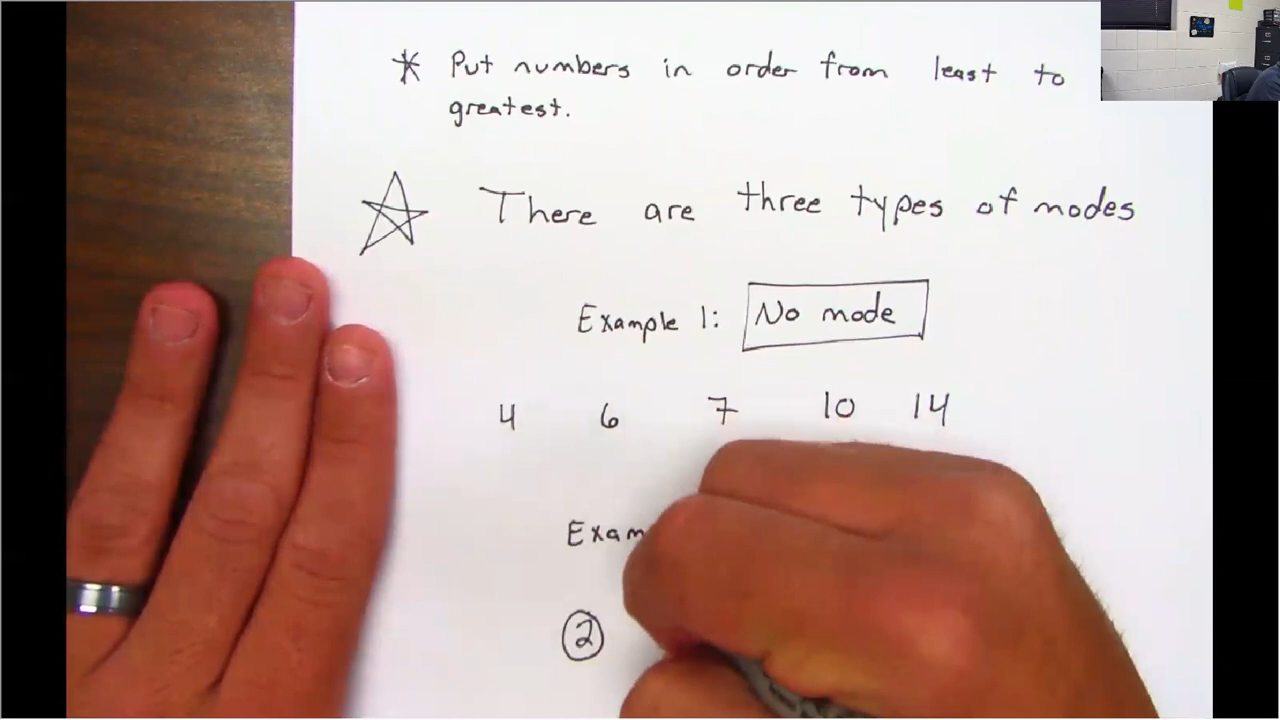 * Put numbers in order from least to
greatest.
There are three types of modes
Example 1: No mode
4 6 7 10 14
Exam
2